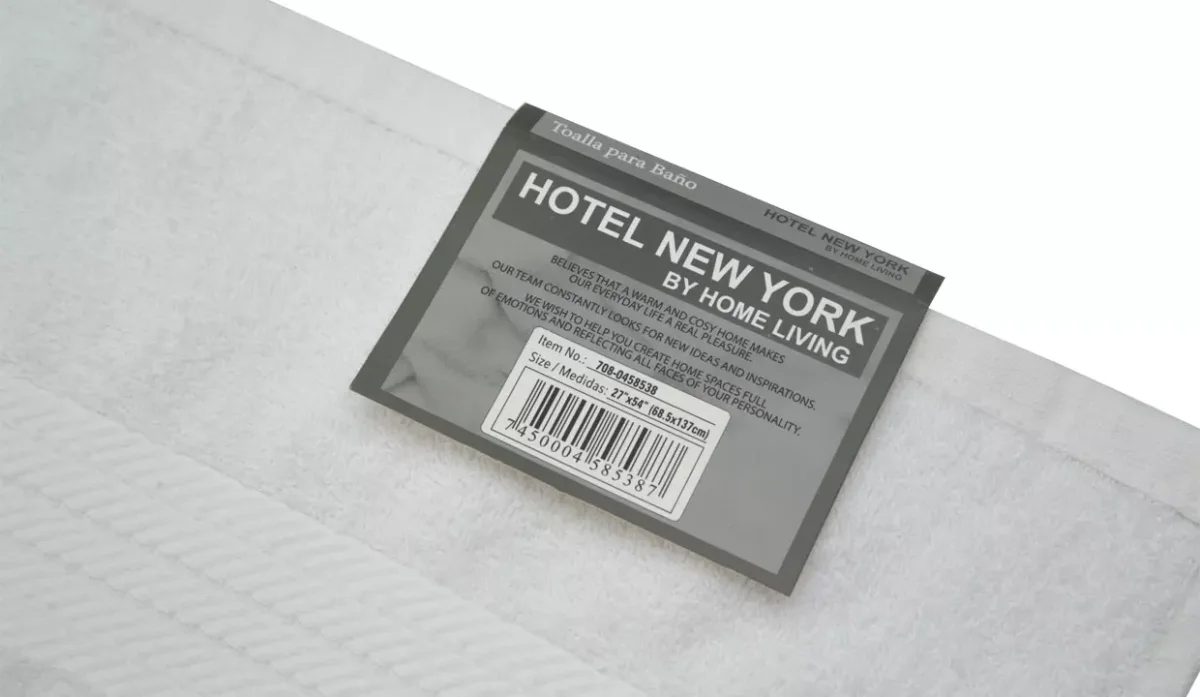 Toalla para Baño
HOTEL NEW YORK
BY HOME LIVING
HOTEL NEW YORK
BY HOME LIVING
BELIEVES THAT A WARM AND COSY HOME MAKES
OUR EVERYDAY LIFE A REAL PLEASURE.
OUR TEAM CONSTANTLY LOOKS FOR NEW IDEAS AND INSPIRATIONS.
WE WISH TO HELP YOU CREATE HOME SPACES FULL
OF EMOTIONS AND REFLECTING ALL FACES OF YOUR PERSONALITY.
Item No.: 708-0458538
Size / Medidas: 27"x54" (68.5x137cm)
7450004585387